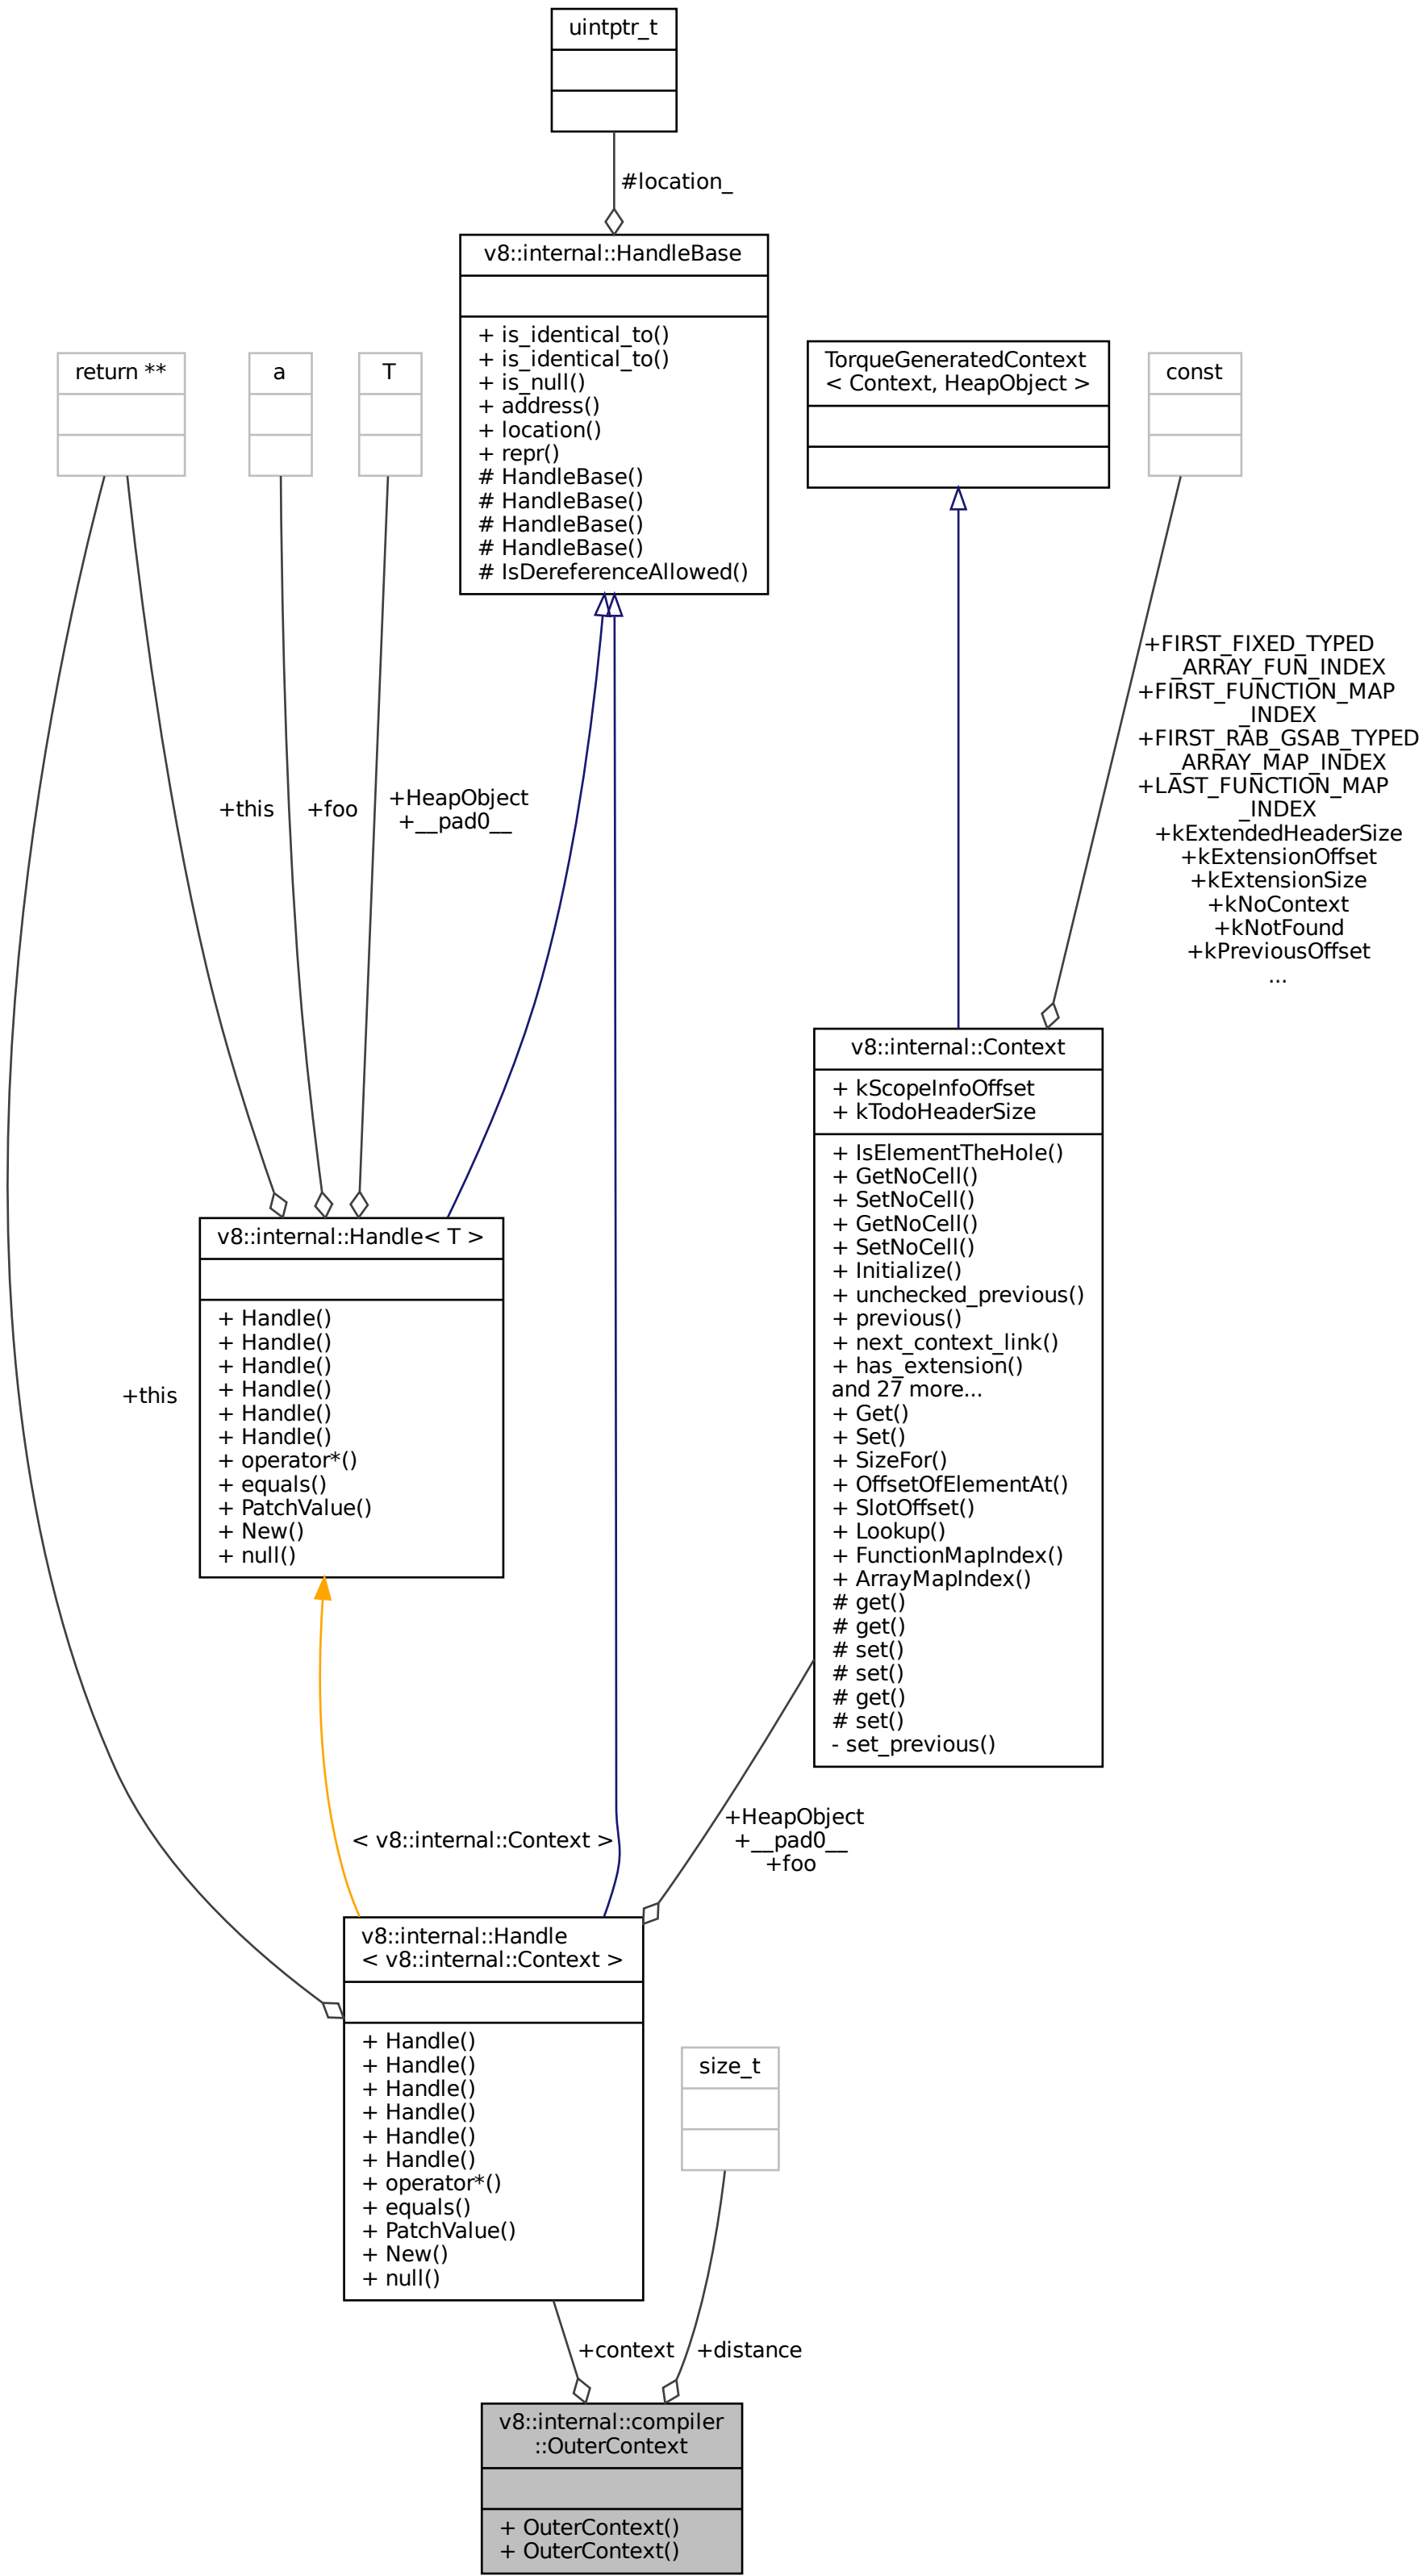 uintptr_t
#location_
v8::internal::HandleBase
+ is_identical_to()
+ is_identical_to()
+ is_null()
+ address()
+ location()
+ repr()
# HandleBase()
# HandleBase()
# HandleBase()
# HandleBase()
# IsDereferenceAllowed()
return **
a
T
TorqueGeneratedContext
< Context, HeapObject >
const
+FIRST_FIXED_TYPED
_ARRAY_FUN_INDEX
+FIRST_FUNCTION_MAP
_INDEX
+FIRST_RAB_GSAB_TYPED
_ARRAY_MAP_INDEX
+LAST_FUNCTION_MAP
_INDEX
+kExtendedHeaderSize
+kExtensionOffset
+kExtensionSize
+kNoContext
+kNotFound
+kPreviousOffset
...
+this
+foo
+HeapObject
+__pad0__
v8::internal::Context
+ kScopeInfoOffset
+ kTodoHeaderSize
+ IsElementTheHole()
+ GetNoCell()
+ SetNoCell()
+ GetNoCell()
+ SetNoCell()
+ Initialize()
+ unchecked_previous()
+ previous()
+ next_context_link()
+ has_extension()
and 27 more...
+ Get()
+ Set()
+ SizeFor()
+ OffsetOfElementAt()
+ SlotOffset()
+ Lookup()
+ FunctionMapIndex()
+ ArrayMapIndex()
# get()
# get()
# set()
# set()
# get()
# set()
- set_previous()
v8::internal::Handle< T >
+ Handle()
+ Handle()
+ Handle()
+ Handle()
+ Handle()
+ Handle()
+ operator*()
+ equals()
+ PatchValue()
+ New()
+ null()
+this
< v8::internal::Context >
+HeapObject
+__pad0__
+foo
v8::internal::Handle
< v8::internal::Context >
+ Handle()
+ Handle()
+ Handle()
+ Handle()
+ Handle()
+ Handle()
+ operator*()
+ equals()
+ PatchValue()
+ New()
+ null()
size_t
+context
+distance
v8::internal::compiler
::OuterContext
+ OuterContext()
+ OuterContext()